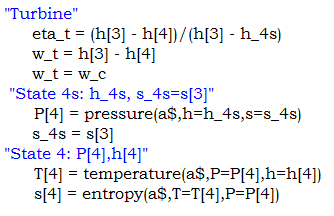 "Turbine"
eta_t = (h[3] - h[4])/(h[3] - h_4s)
w_t = h[3] - h[4]
w_t = w_c
"State 4s: h_4s, s_4s=s[3]"
P[4] = pressure(a$,h=h_4s,s=s_4s)
s_4s = s[3]
"State 4: P[4],h[4]"
T[4] = temperature(a$,P=P[4],h=h[4])
s[4] = entropy(a$,T=T[4],P=P[4])